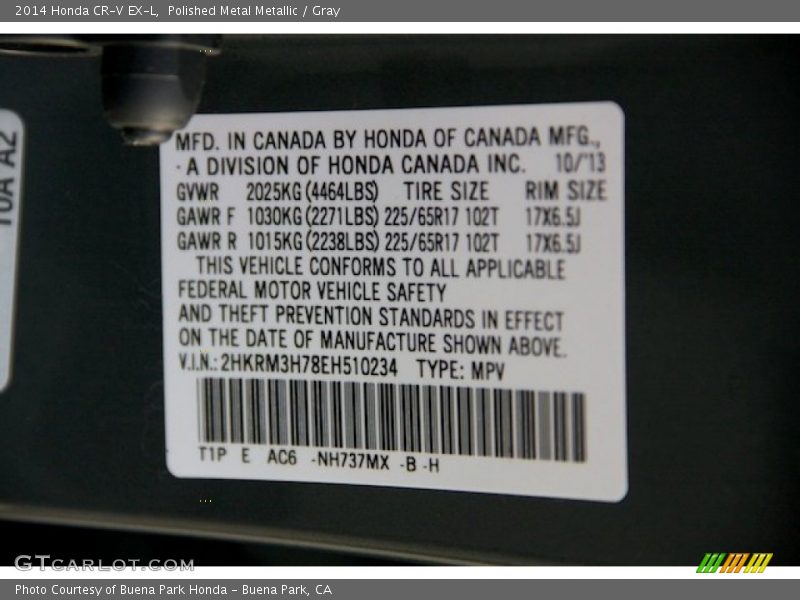 2014 Honda CR-V EX-L, Polished Metal Metallic / Gray
MFD. IN CANADA BY HONDA OF CANADA MFG.,
A DIVISION OF HONDA CANADA INC. 10/13
GVWR 2025KG (4464LBS) TIRE SIZE RIM SIZE
GAWR F 1030KG (2271LBS) 225/65R17 102T 17X6.5J
GAWR R 1015KG (2238LBS) 225/65R17 102T 17X6.5J
THIS VEHICLE CONFORMS TO ALL APPLICABLE
FEDERAL MOTOR VEHICLE SAFETY
AND THEFT PREVENTION STANDARDS IN EFFECT
ON THE DATE OF MANUFACTURE SHOWN ABOVE.
V.I.N.: 2HKRM3H78EH510234 TYPE: MPV
T1P E AC6 -NH737MX -B -H
GTCARLOT.COM
Photo Courtesy of Buena Park Honda - Buena Park, CA